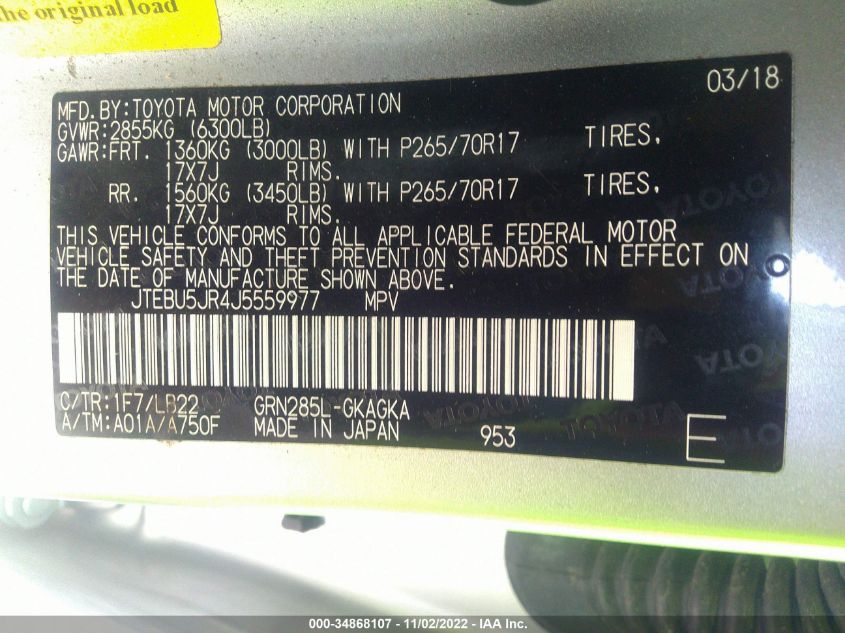 the original load
03/18
MFD.BY:TOYOTA MOTOR CORPORATION
GVWR:2855KG (6300LB)
GAWR:FRT. 1360KG (3000LB) WITH P265/70R17 TIRES,
17X7J RIMS.
RR. 1560KG (3450LB) WITH P265/70R17 TIRES,
17X7J RIMS.
THIS VEHICLE CONFORMS TO ALL APPLICABLE FEDERAL MOTOR
VEHICLE SAFETY AND THEFT PREVENTION STANDARDS IN EFFECT ON
THE DATE OF MANUFACTURE SHOWN ABOVE.
JTEBU5JR4J5559977 MPV
C/TR:1F7/LB22 GRN285L-GKAGKA
A/TM:A01A/A750F MADE IN JAPAN 953 E
000-34868107 - 11/02/2022 - IAA Inc.